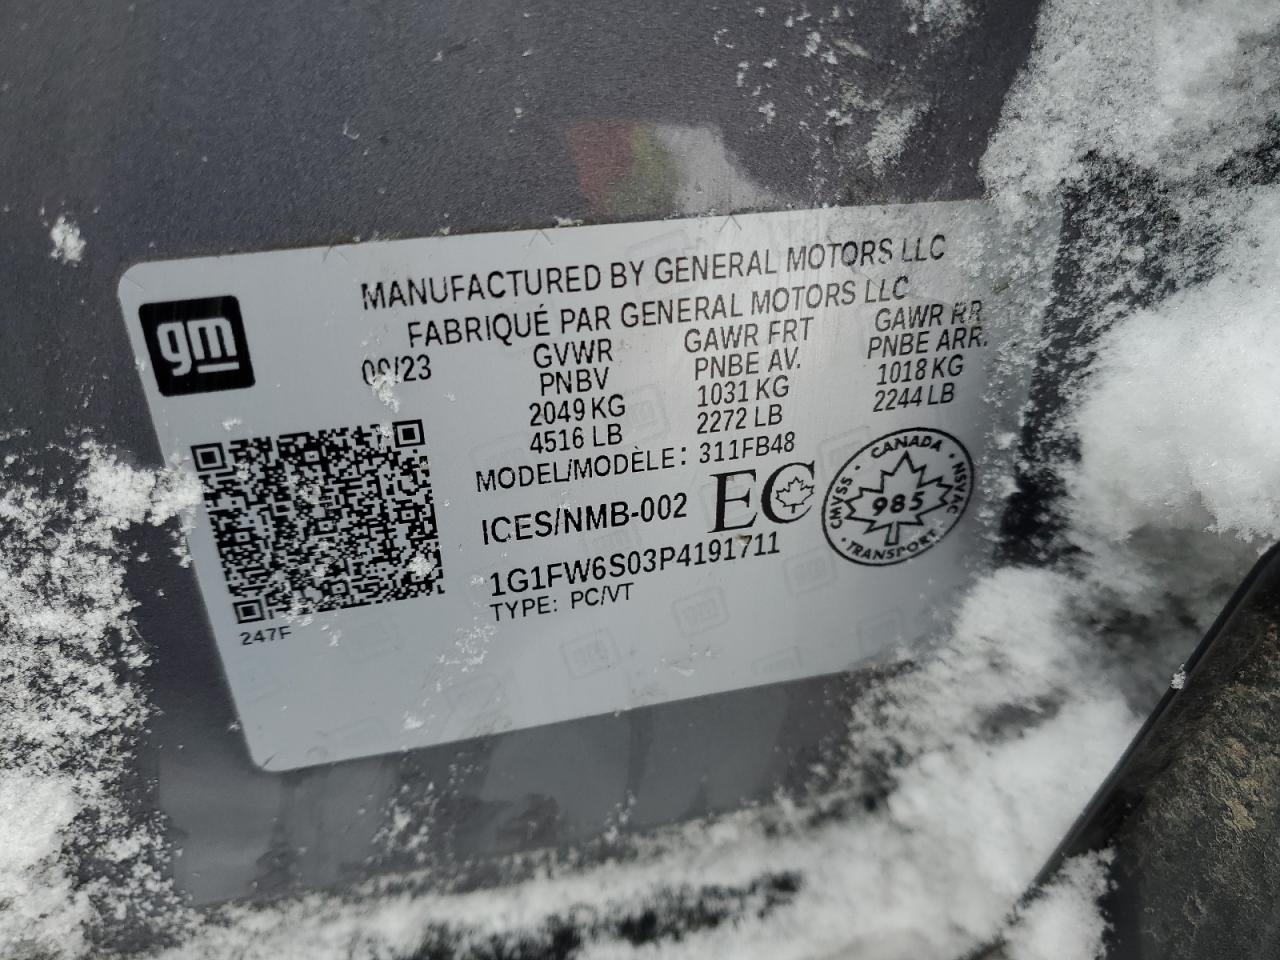 gm
MANUFACTURED BY GENERAL MOTORS LLC
FABRIQUÉ PAR GENERAL MOTORS LLC
/23 GVWR GAWR FRT GAWR RR
PNBV PNBE AV. PNBE ARR.
2049 KG 1031 KG 1018 KG
4516 LB 2272 LB 2244 LB
MODEL/MODÈLE: 311FB48
ICES/NMB-002 EC
CANADA
CMVSS 985 NSVAC
TRANSPORT
1G1FW6S03P4191711
TYPE: PC/VT
247F